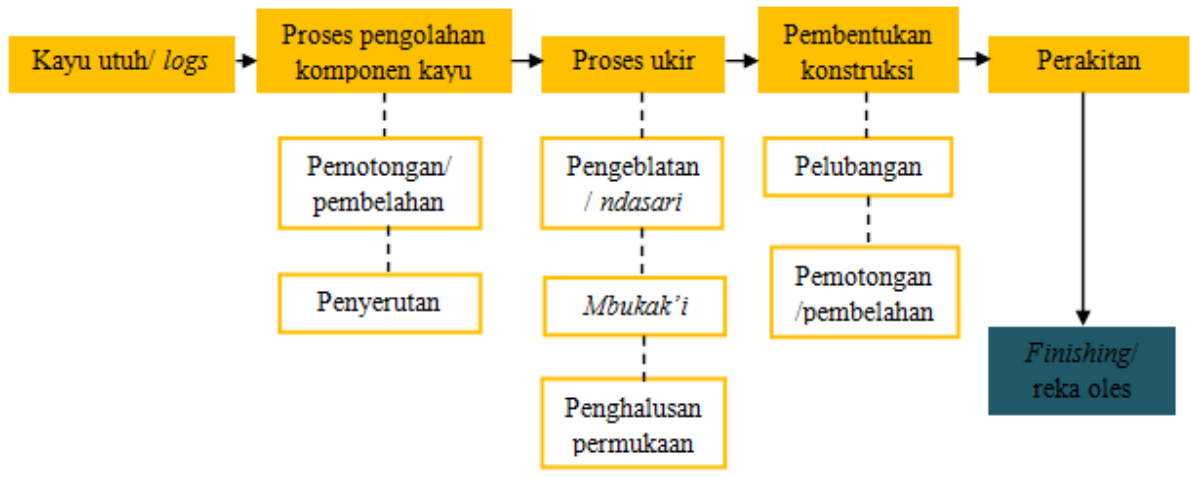 Kayu utuh/ logs
Proses pengolahan
komponen kayu
Proses ukir
Pembentukan
konstruksi
Perakitan
Pemotongan/
pembelahan
Penyerutan
Pengeblatan
/ ndasari
Mbukak’i
Penghalusan
permukaan
Pelubangan
Pemotongan
/pembelahan
Finishing/
reka oles